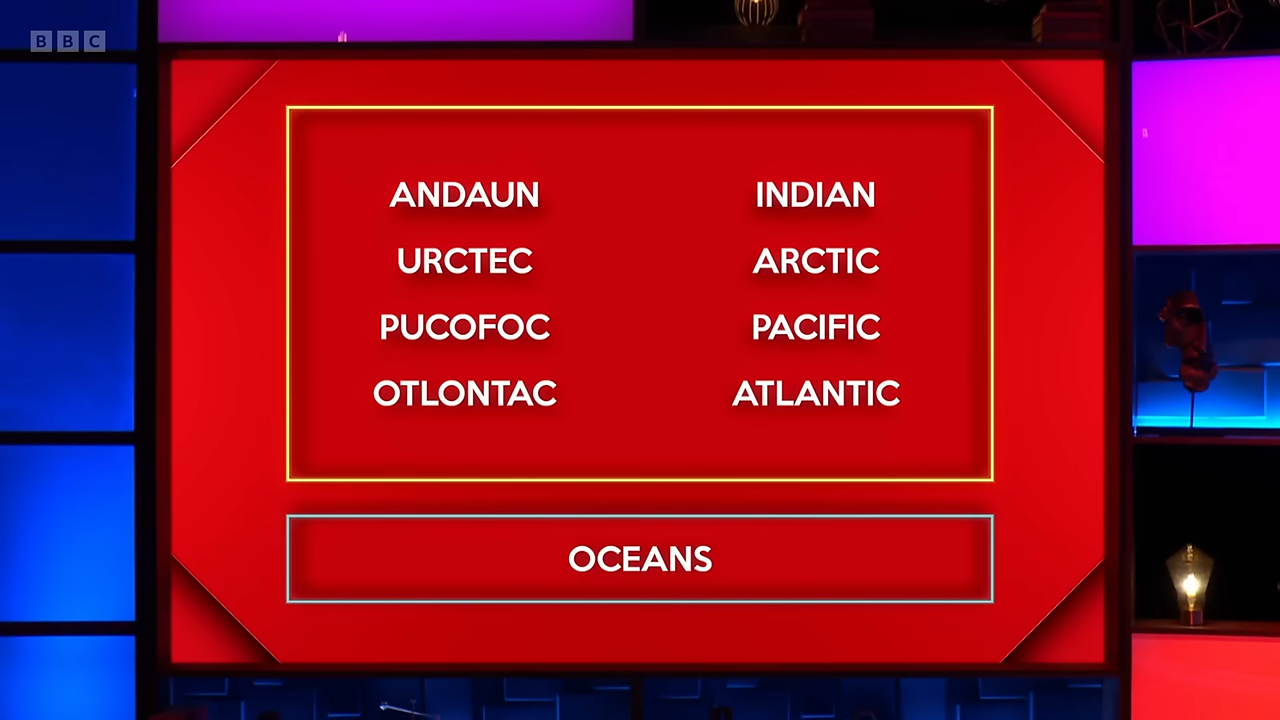 BBC
ANDAUN INDIAN
URCTEC ARCTIC
PUCOFOC PACIFIC
OTLONTAC ATLANTIC
OCEANS